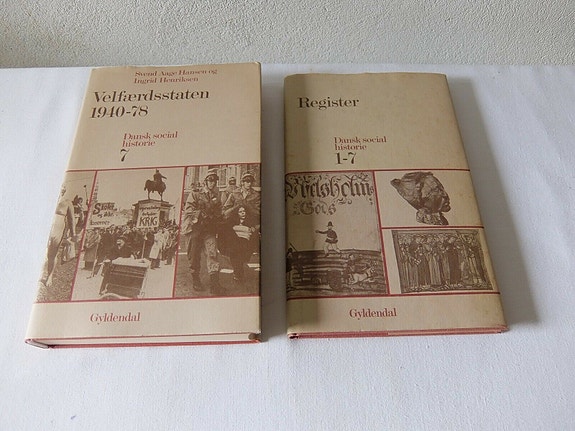 Svend Aage Hansen og
Ingrid Henriksen
Velfærdsstaten
1940-78
Dansk social
historie
7
KRIG
Gyldendal
Register
Dansk social
historie
1-7
Gyldendal